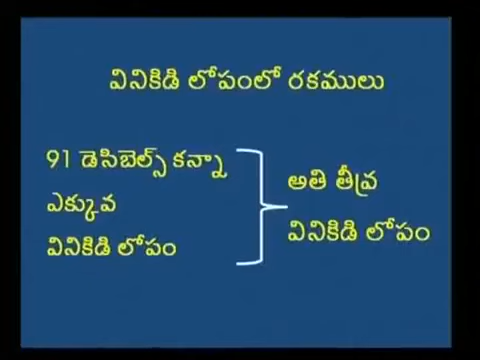 వినికిడి లోపంలో రకములు
91 డెసిబెల్స్ కన్నా
ఎక్కువ
వినికిడి లోపం
అతి తీవ్ర
వినికిడి లోపం